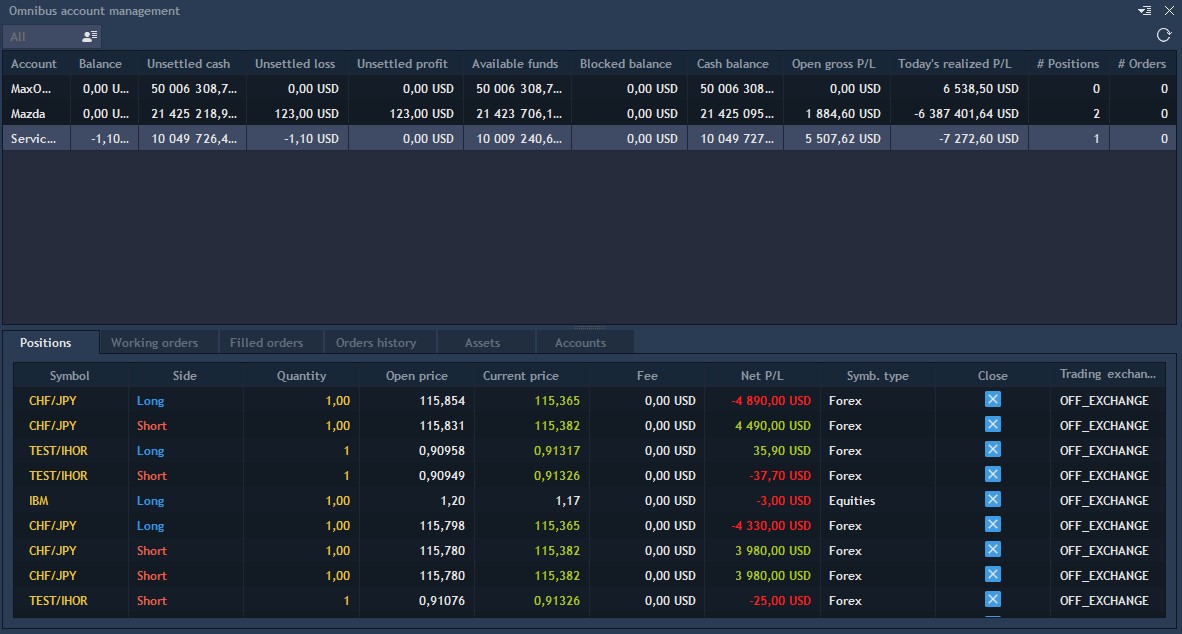 Omnibus account management
All
Account Balance Unsettled cash Unsettled loss Unsettled profit Available funds Blocked balance Cash balance Open gross P/L Today's realized P/L # Positions # Orders
MaxO... 0,00 U... 50 006 308,7... 0,00 USD 0,00 USD 50 006 308,7... 0,00 USD 50 006 308... 0,00 USD 6 538,50 USD 0 0
Mazda 0,00 U... 21 425 218,9... 123,00 USD 123,00 USD 21 423 706,1... 0,00 USD 21 425 095... 1 884,60 USD -6 387 401,64 USD 2 0
Servic... -1,10... 10 049 726,4... -1,10 USD 0,00 USD 10 009 240,6... 0,00 USD 10 049 727... 5 507,62 USD -7 272,60 USD 1 0
Positions Working orders Filled orders Orders history Assets Accounts
Symbol Side Quantity Open price Current price Fee Net P/L Symb. type Close Trading exchan...
CHF/JPY Long 1,00 115,854 115,365 0,00 USD -4 890,00 USD Forex OFF_EXCHANGE
CHF/JPY Short 1,00 115,831 115,382 0,00 USD 4 490,00 USD Forex OFF_EXCHANGE
TEST/IHOR Long 1 0,90958 0,91317 0,00 USD 35,90 USD Forex OFF_EXCHANGE
TEST/IHOR Short 1 0,90949 0,91326 0,00 USD -37,70 USD Forex OFF_EXCHANGE
IBM Long 1,00 1,20 1,17 0,00 USD -3,00 USD Equities OFF_EXCHANGE
CHF/JPY Long 1,00 115,798 115,365 0,00 USD -4 330,00 USD Forex OFF_EXCHANGE
CHF/JPY Short 1,00 115,780 115,382 0,00 USD 3 980,00 USD Forex OFF_EXCHANGE
CHF/JPY Short 1,00 115,780 115,382 0,00 USD 3 980,00 USD Forex OFF_EXCHANGE
TEST/IHOR Short 1 0,91076 0,91326 0,00 USD -25,00 USD Forex OFF_EXCHANGE